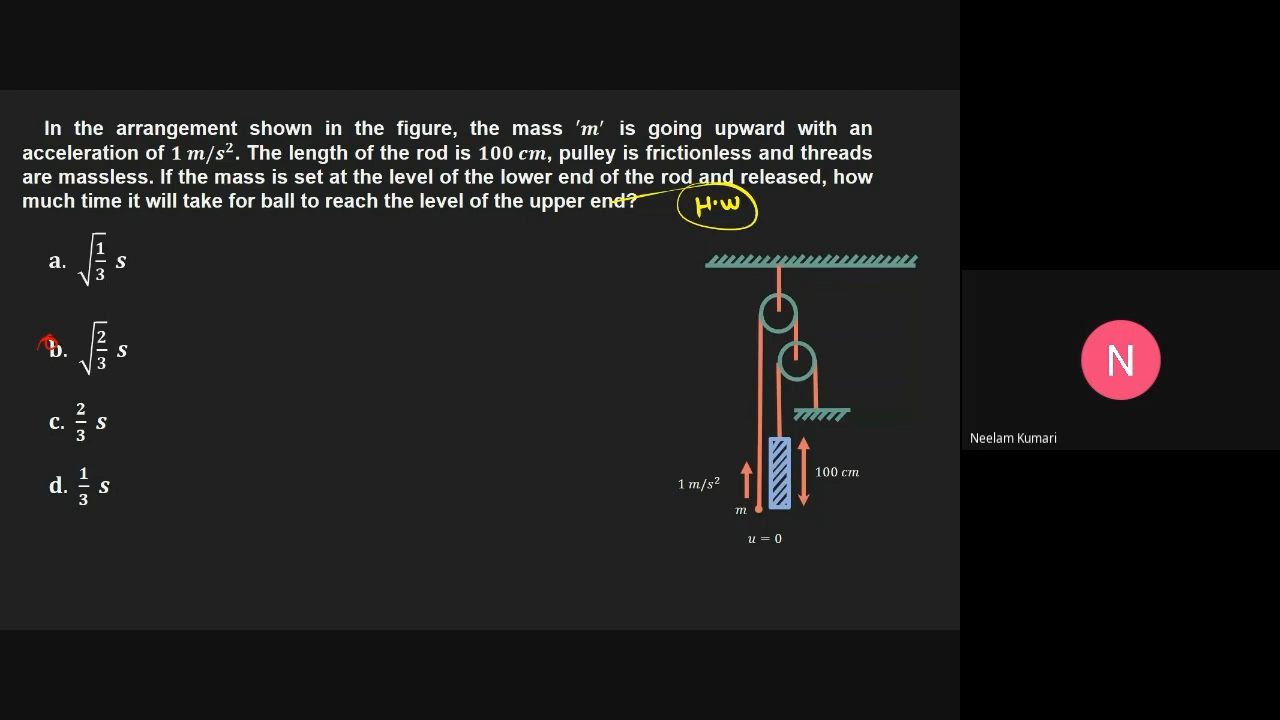 In the arrangement shown in the figure, the mass ′m′ is going upward with an
acceleration of 1 m/s². The length of the rod is 100 cm, pulley is frictionless and threads
are massless. If the mass is set at the level of the lower end of the rod and released, how
much time it will take for ball to reach the level of the upper end?
H.W
a. √(1/3) s
b. √(2/3) s
c. 2/3 s
d. 1/3 s
100 cm
1 m/s²
m
u = 0
N
Neelam Kumari